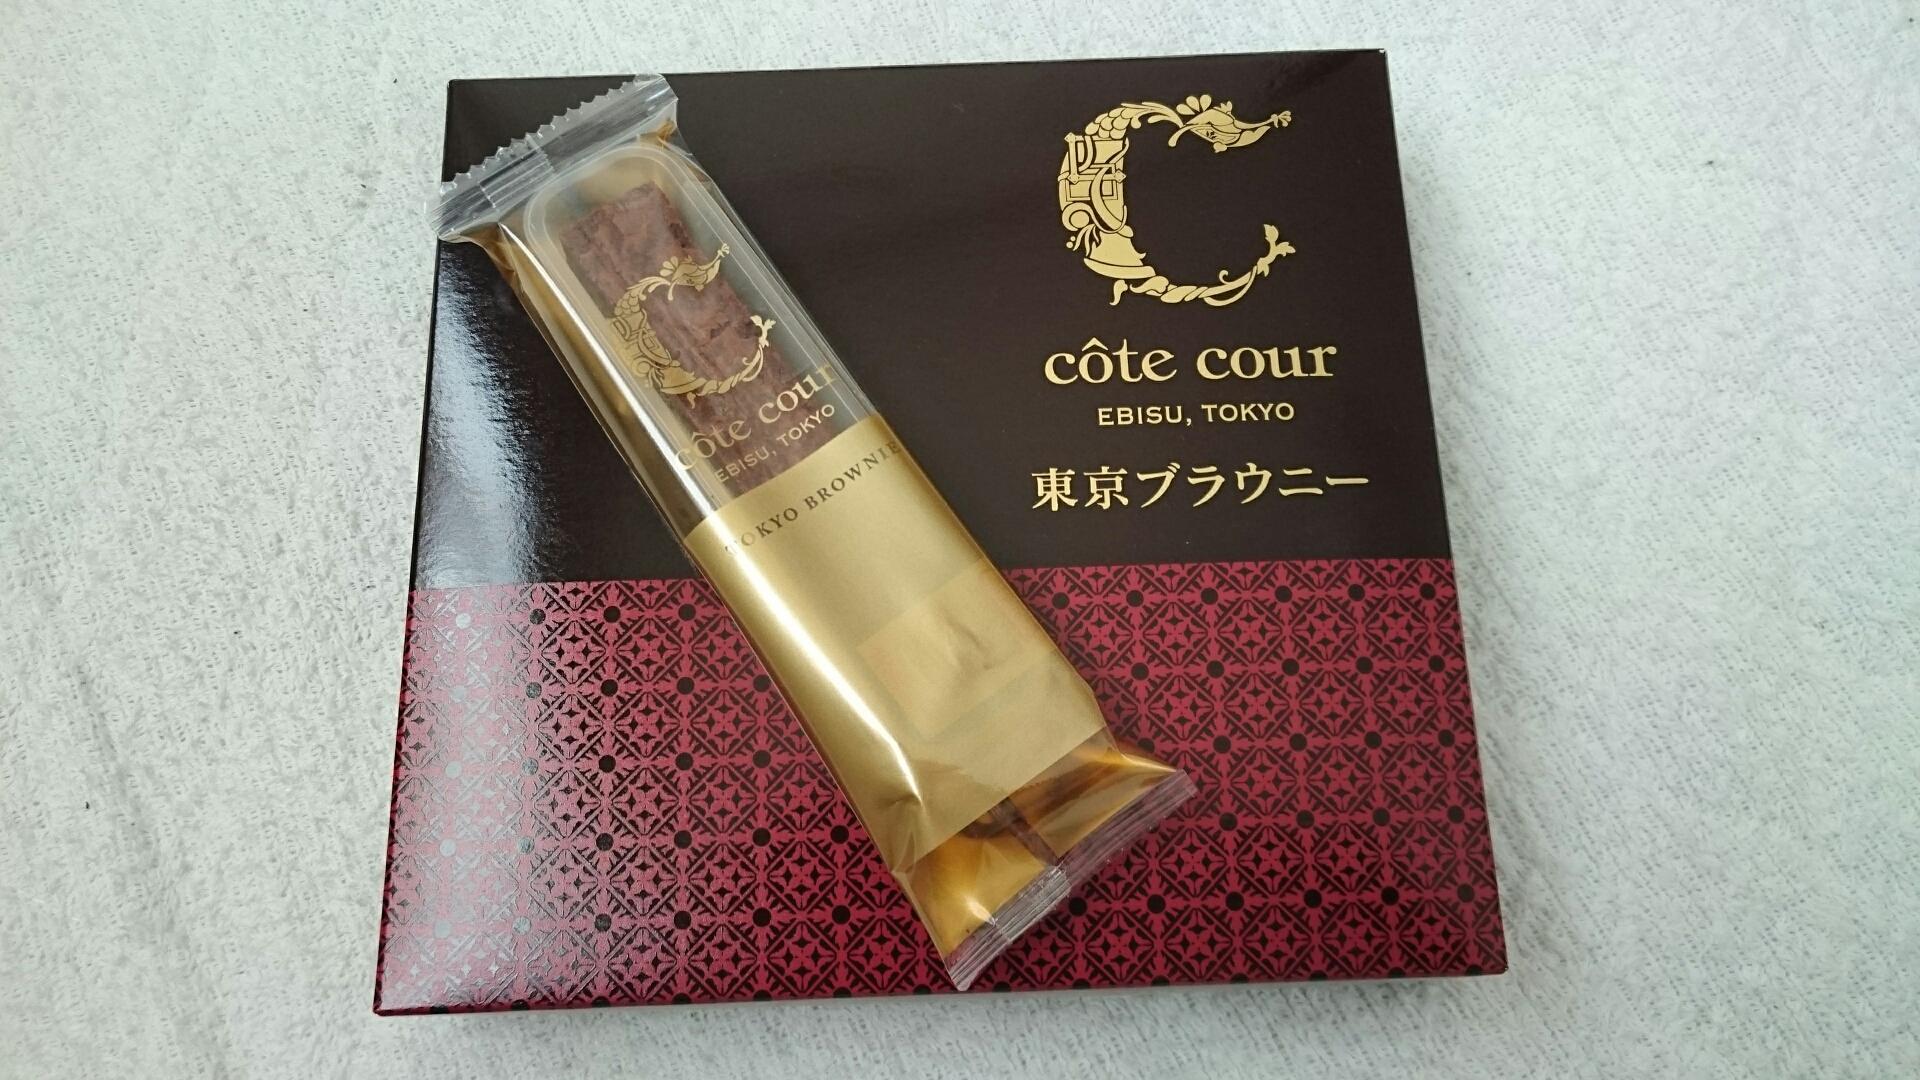 côte cour
EBISU, TOKYO
東京ブラウニー
côte cour
EBISU, TOKYO
TOKYO BROWNIE